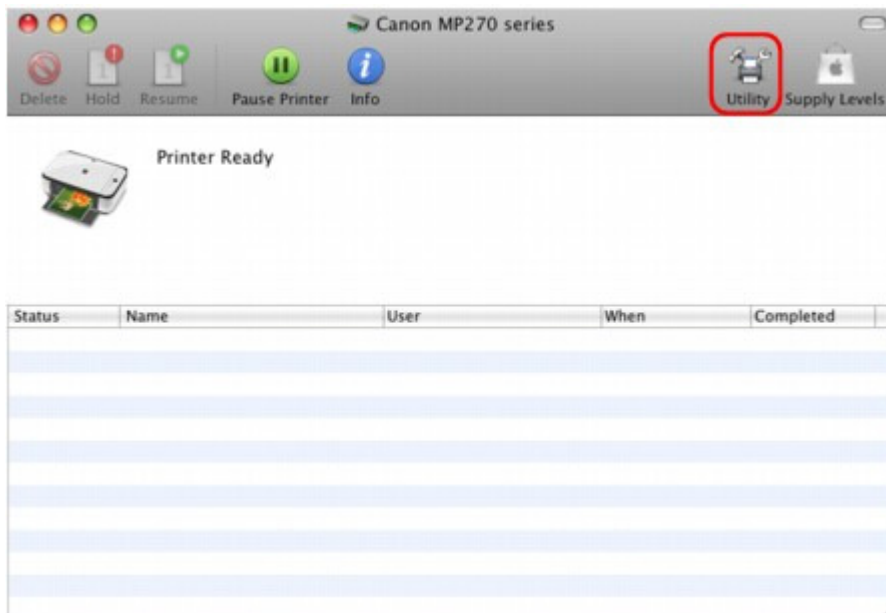 Canon MP270 series
Delete Hold Resume Pause Printer Info Utility Supply Levels
Printer Ready
Status Name User When Completed